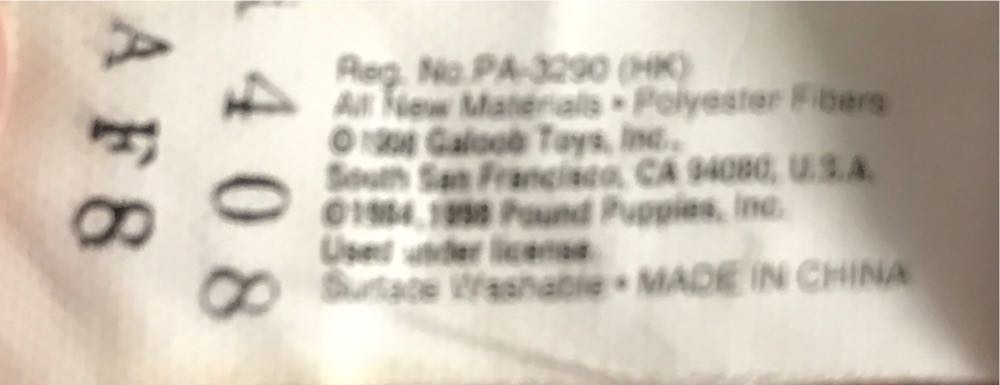 Reg. No PA-3290 (HK)
All New Materials • Polyester Fibers
© Galoob Toys, Inc.,
South San Francisco, CA 94080, U.S.A.
©1984, 1998 Pound Puppies, Inc.
Used under license.
Surface Washable • MADE IN CHINA
408
AF8